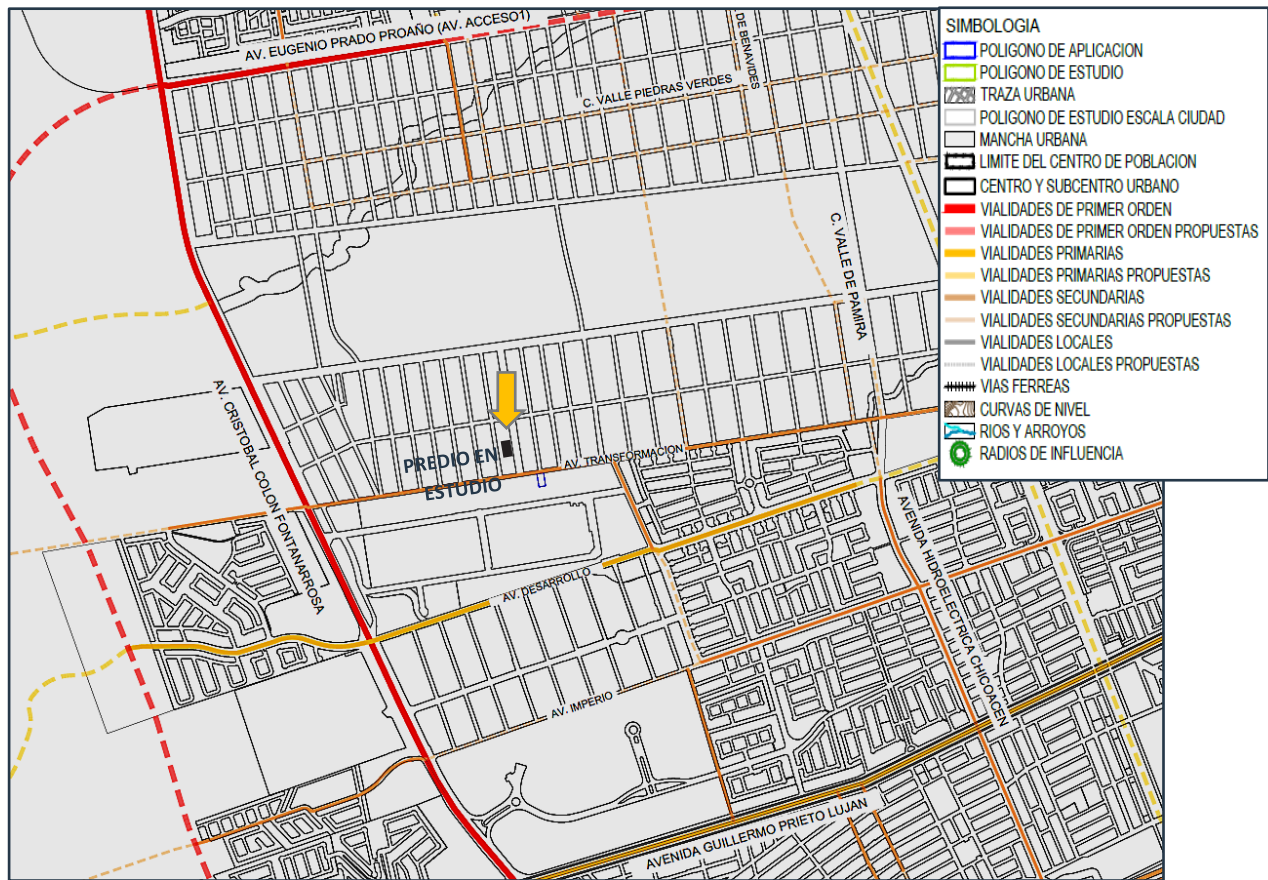 AV. EUGENIO PRADO PROAÑO (AV. ACCESO1)
DE BENAVIDES
C. VALLE PIEDRAS VERDES
C. VALLE DE PAMIRA
AV. CRISTOBAL COLON FONTANARROSA
PREDIO EN
ESTUDIO
AV. TRANSFORMACION
AV. DESARROLLO
AV. IMPERIO
AVENIDA HIDROELECTRICA CHICOACEN
AVENIDA GUILLERMO PRIETO LUJAN
SIMBOLOGIA
POLIGONO DE APLICACION
POLIGONO DE ESTUDIO
TRAZA URBANA
POLIGONO DE ESTUDIO ESCALA CIUDAD
MANCHA URBANA
LIMITE DEL CENTRO DE POBLACION
CENTRO Y SUBCENTRO URBANO
VIALIDADES DE PRIMER ORDEN
VIALIDADES DE PRIMER ORDEN PROPUESTAS
VIALIDADES PRIMARIAS
VIALIDADES PRIMARIAS PROPUESTAS
VIALIDADES SECUNDARIAS
VIALIDADES SECUNDARIAS PROPUESTAS
VIALIDADES LOCALES
VIALIDADES LOCALES PROPUESTAS
VIAS FERREAS
CURVAS DE NIVEL
RIOS Y ARROYOS
RADIOS DE INFLUENCIA